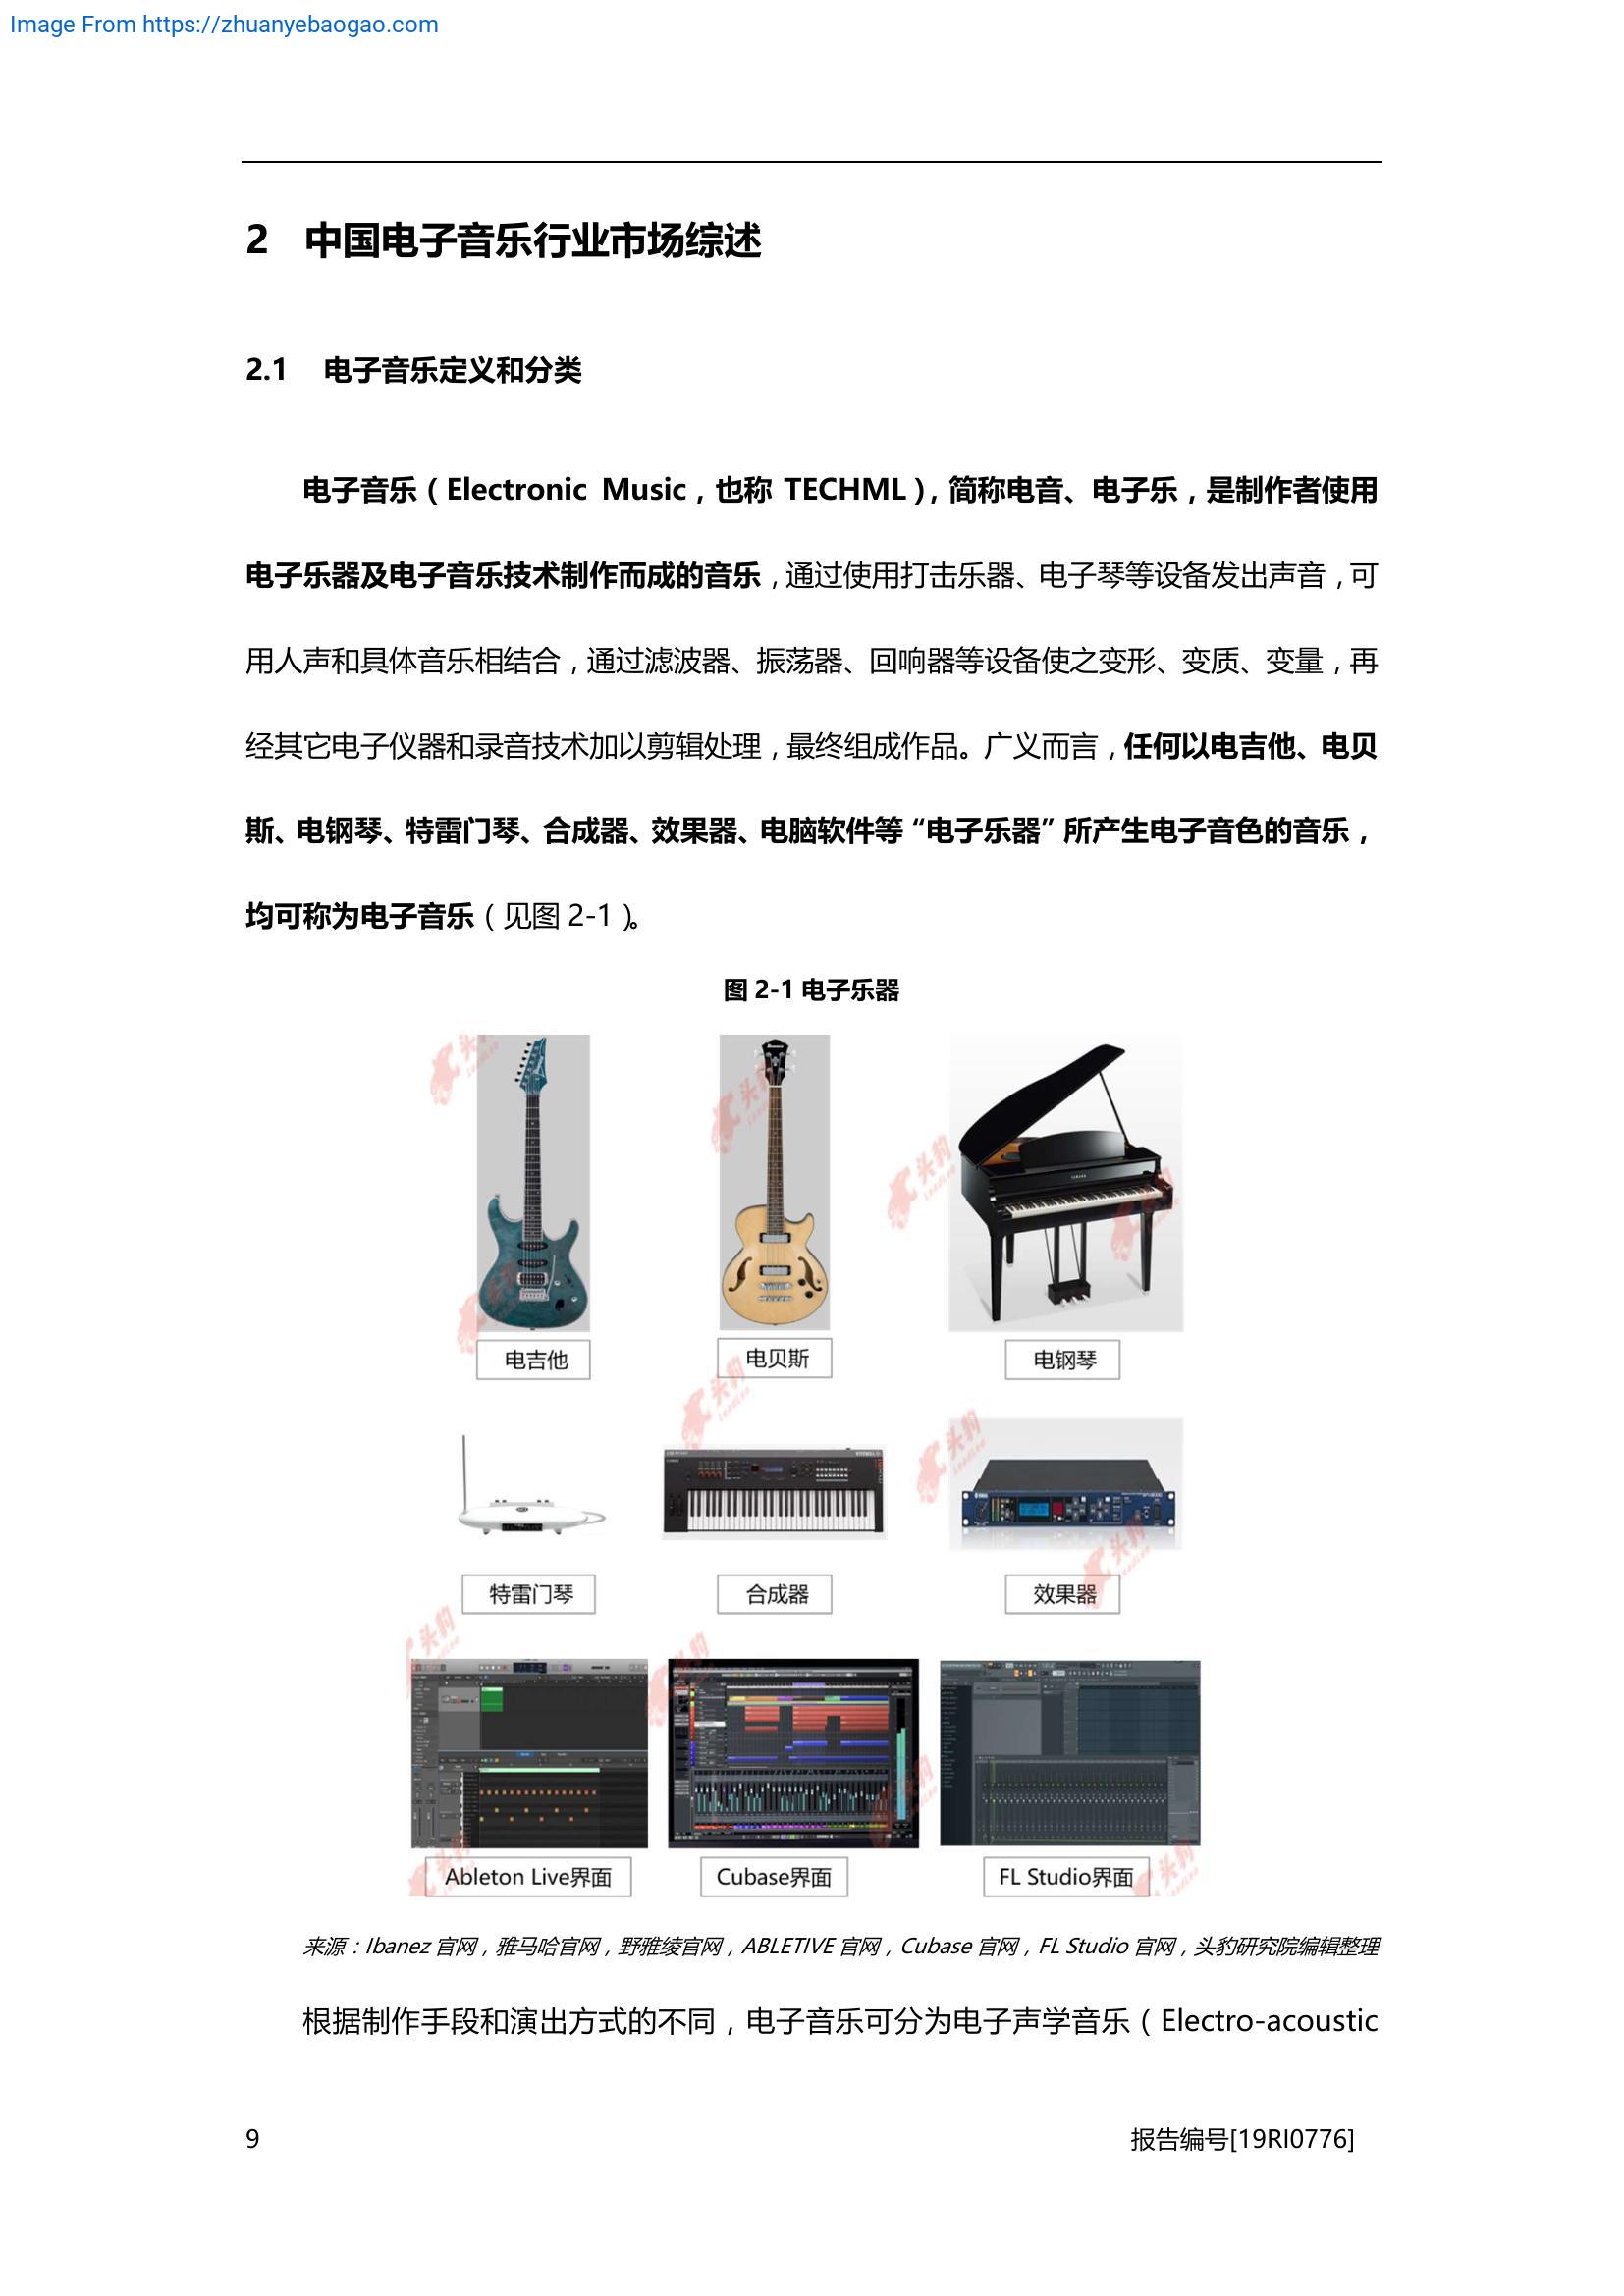 Image From https://zhuanyebaogao.com
2 中国电子音乐行业市场综述
2.1 电子音乐定义和分类
电子音乐（Electronic Music，也称 TECHML），简称电音、电子乐，是制作者使用
电子乐器及电子音乐技术制作而成的音乐，通过使用打击乐器、电子琴等设备发出声音，可
用人声和具体音乐相结合，通过滤波器、振荡器、回响器等设备使之变形、变质、变量，再
经其它电子仪器和录音技术加以剪辑处理，最终组成作品。广义而言，任何以电吉他、电贝
斯、电钢琴、特雷门琴、合成器、效果器、电脑软件等“电子乐器”所产生电子音色的音乐，
均可称为电子音乐（见图 2-1）。
图 2-1 电子乐器
电吉他
电贝斯
电钢琴
特雷门琴
合成器
效果器
Ableton Live界面
Cubase界面
FL Studio界面
来源：Ibanez 官网，雅马哈官网，野雅绫官网，ABLETIVE 官网，Cubase 官网，FL Studio 官网，头豹研究院编辑整理
根据制作手段和演出方式的不同，电子音乐可分为电子声学音乐（Electro-acoustic
9 报告编号[19RI0776]